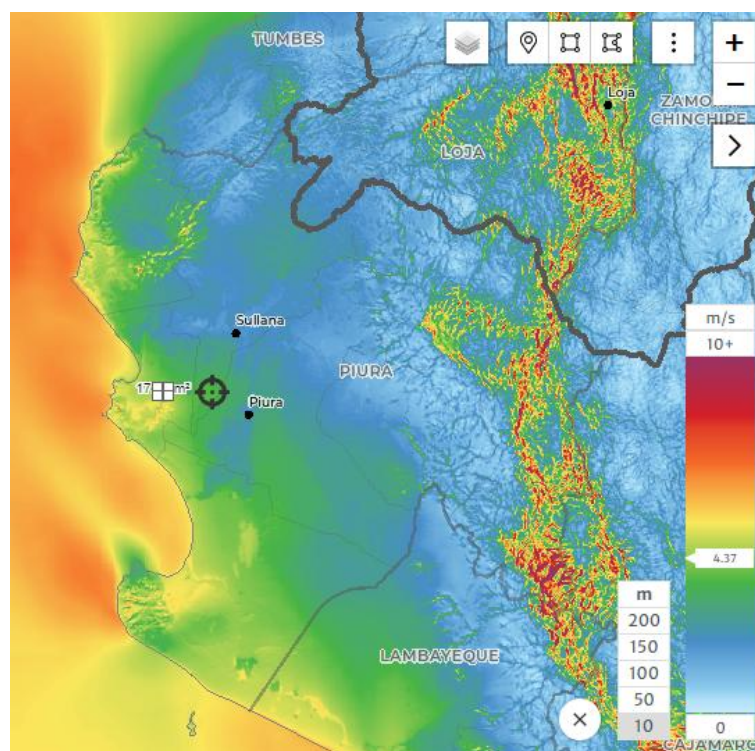 TUMBES
Loja
ZAMORA
CHINCHIPE
LOJA
m/s
10+
Sullana
PIURA
17
m²
Piura
4.37
m
200
150
100
50
10
LAMBAYEQUE
0